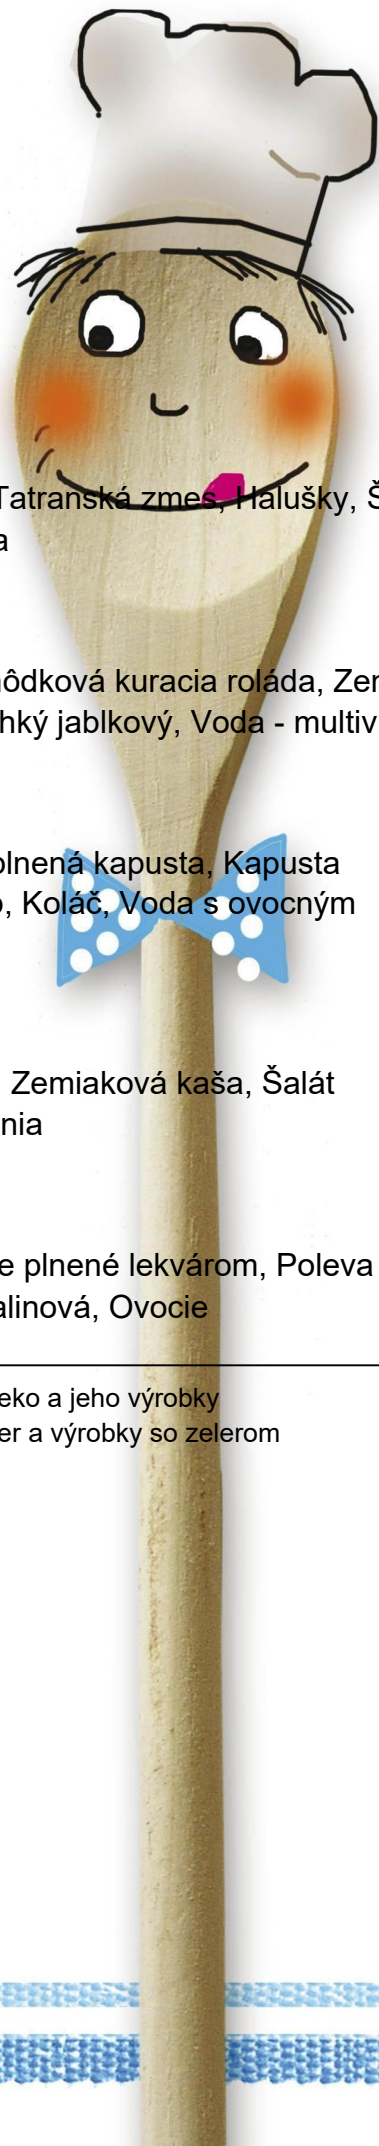 Tatranská zmes, Halušky, Š
a
ôdková kuracia roláda, Zer
hký jablkový, Voda - multiv
plnená kapusta, Kapusta
o, Koláč, Voda s ovocným
Zemiaková kaša, Šalát
nia
e plnené lekvárom, Poleva
alinová, Ovocie
eko a jeho výrobky
er a výrobky so zelerom